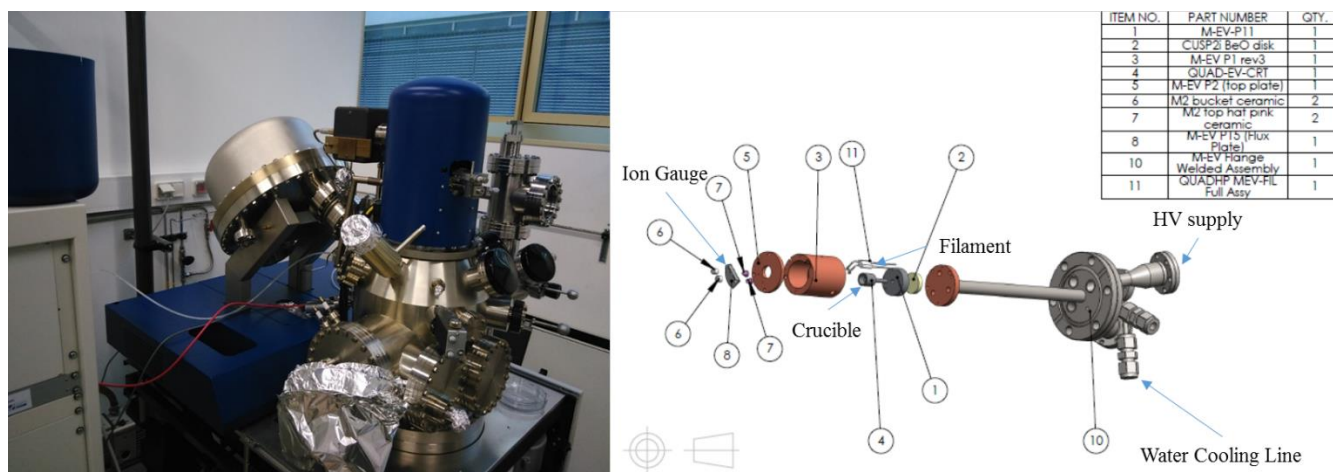 ITEM NO. PART NUMBER QTY.
1 M-EV-P11 1
2 CUSP2i BeO disk 1
3 M-EV P1 rev3 1
4 QUAD-EV-CRT 1
5 M-EV P2 (top plate) 1
6 M2 bucket ceramic 2
7 M2 top hat pink ceramic 2
8 M-EV P15 (Flux Plate) 1
10 M-EV Flange Welded Assembly 1
11 QUADHP MEV-FIL Full Assy 1
5
7
3
11
2
Ion Gauge
HV supply
6
Filament
Crucible
6
8
7
1
4
10
Water Cooling Line